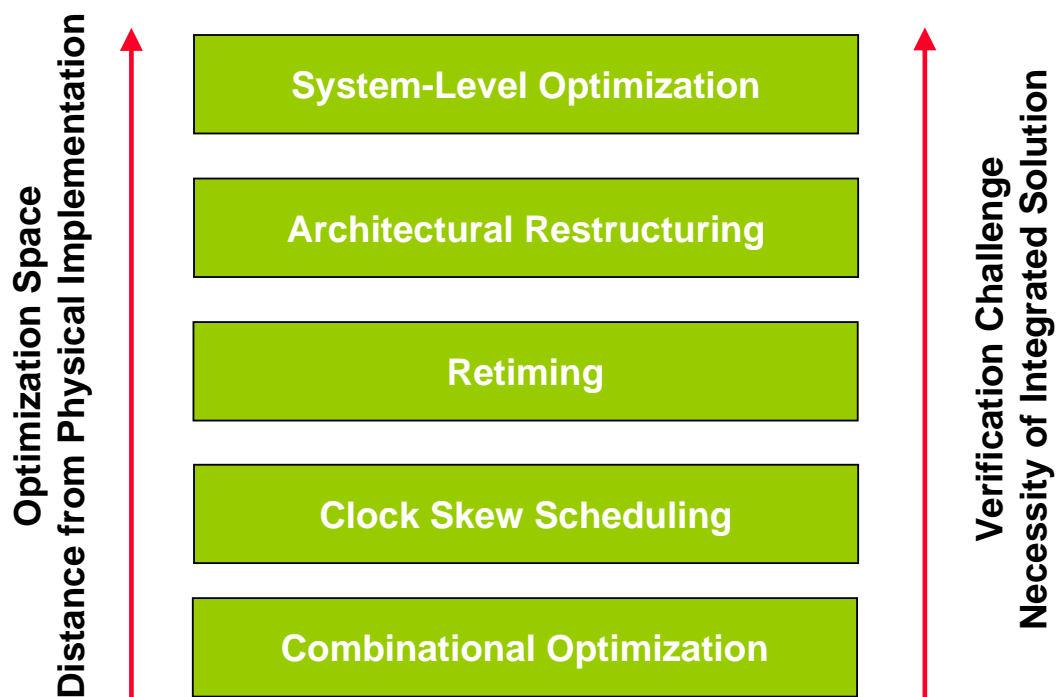 Optimization Space
Distance from Physical Implementation
System-Level Optimization
Architectural Restructuring
Retiming
Clock Skew Scheduling
Combinational Optimization
Verification Challenge
Necessity of Integrated Solution